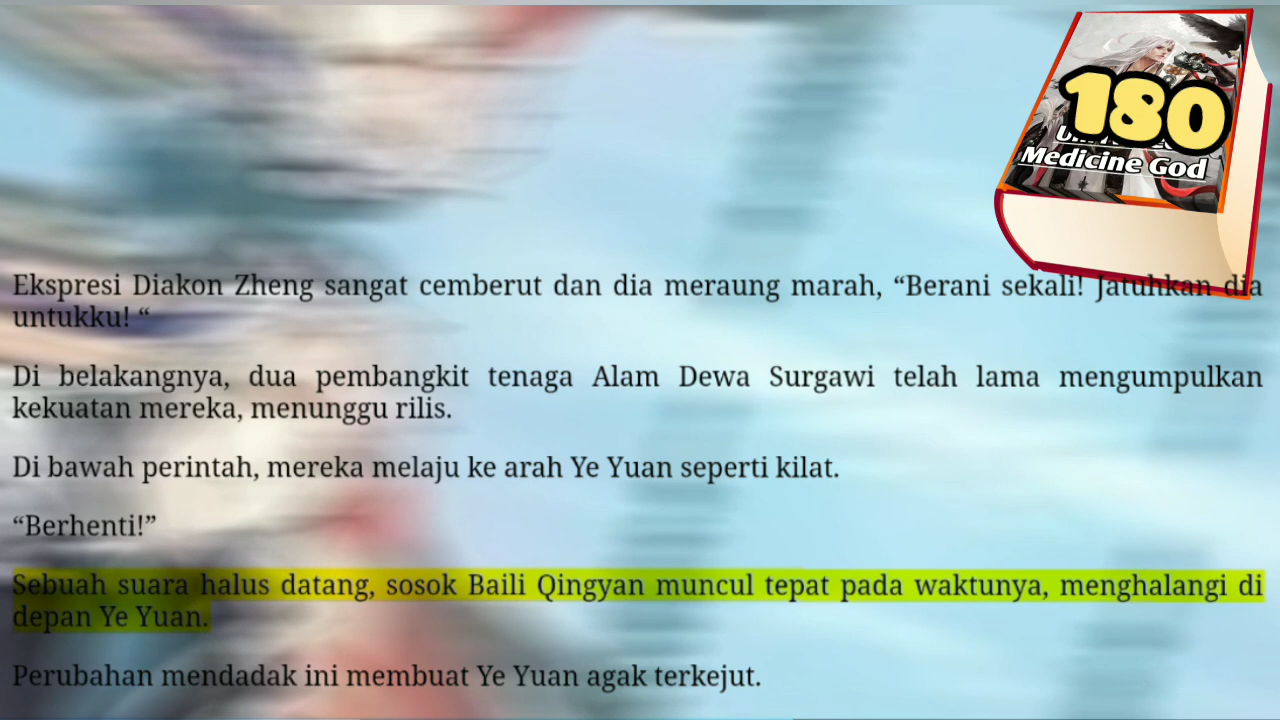 180
Medicine God
Ekspresi Diakon Zheng sangat cemberut dan dia meraung marah, “Berani sekali! Jatuhkan dia
untukku! “
Di belakangnya, dua pembangkit tenaga Alam Dewa Surgawi telah lama mengumpulkan
kekuatan mereka, menunggu rilis.
Di bawah perintah, mereka melaju ke arah Ye Yuan seperti kilat.
“Berhenti!”
Sebuah suara halus datang, sosok Baili Qingyan muncul tepat pada waktunya, menghalangi di
depan Ye Yuan.
Perubahan mendadak ini membuat Ye Yuan agak terkejut.